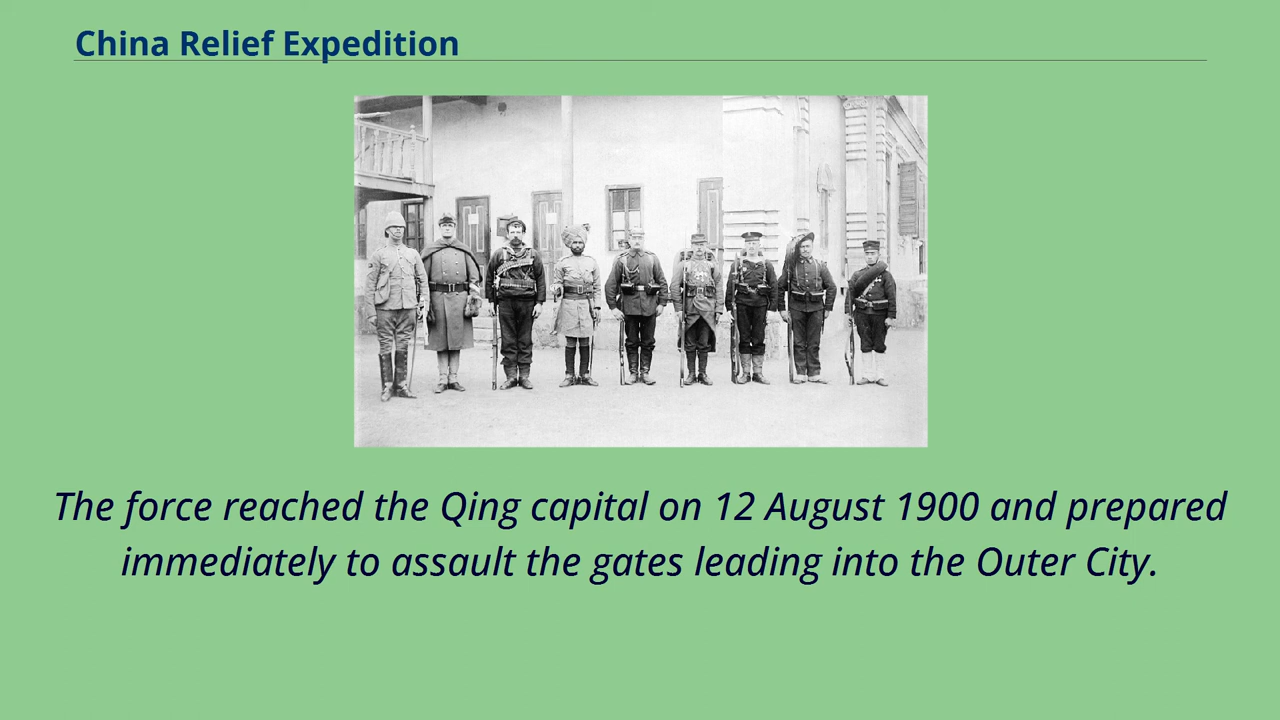 China Relief Expedition
The force reached the Qing capital on 12 August 1900 and prepared
immediately to assault the gates leading into the Outer City.